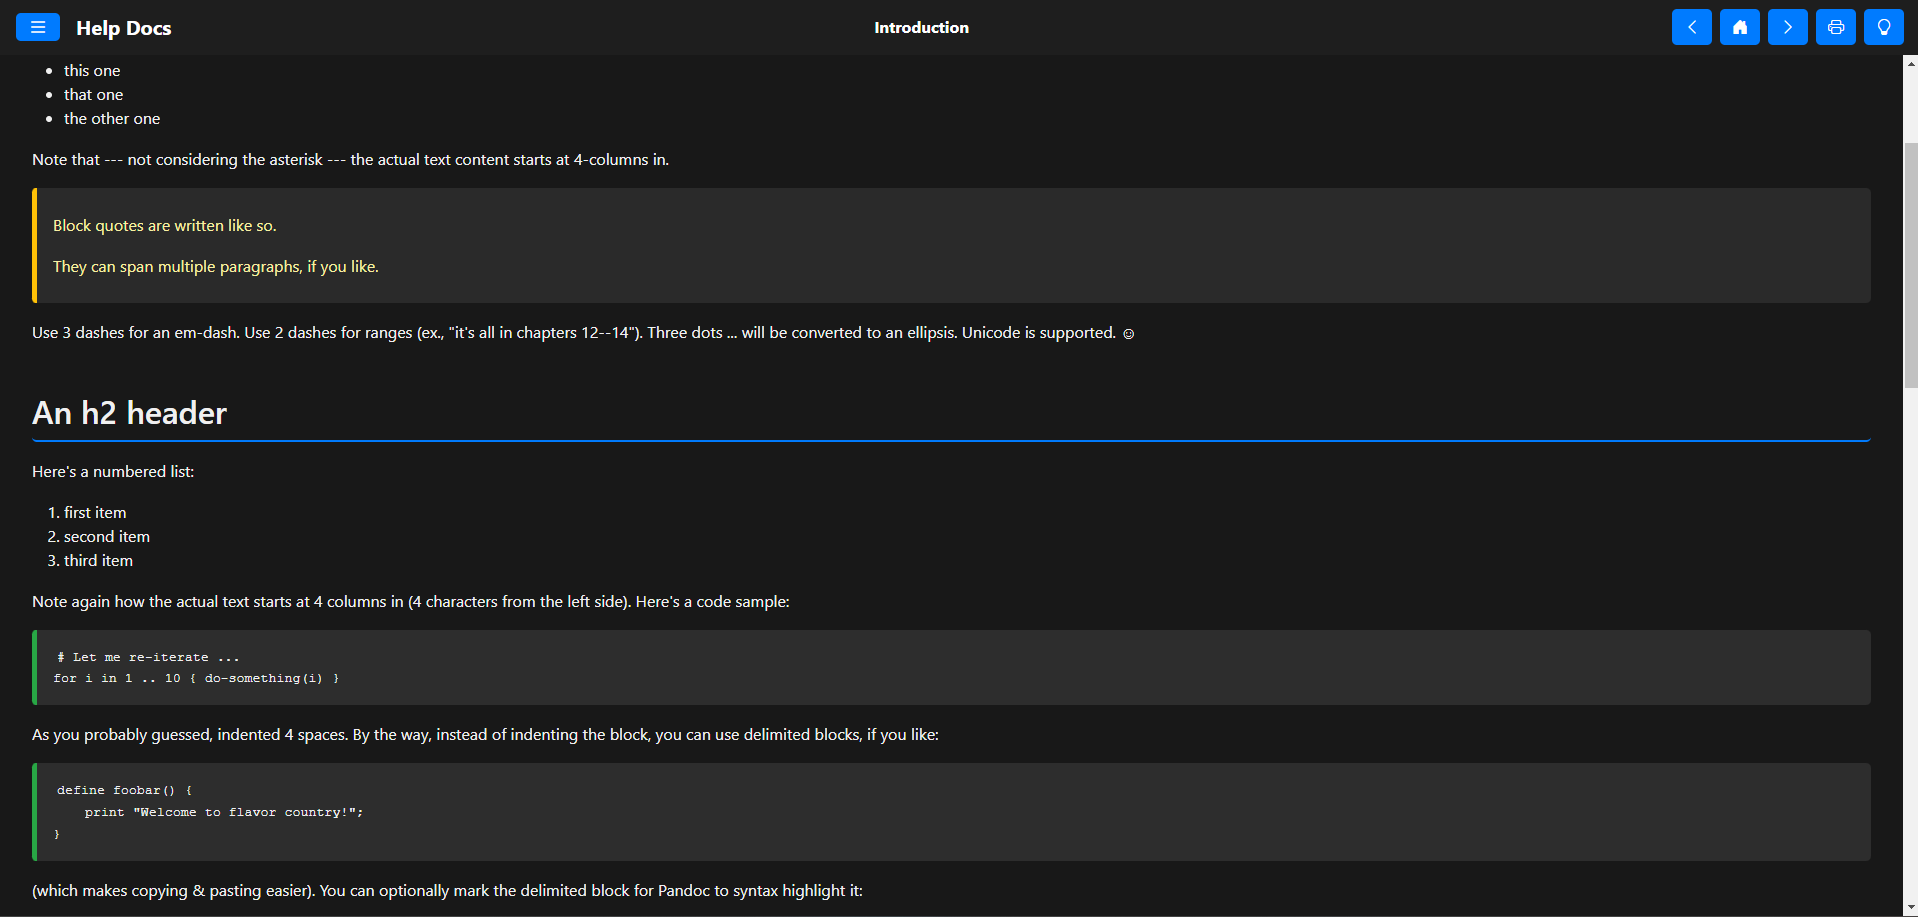 Help Docs
Introduction
• this one
• that one
• the other one
Note that --- not considering the asterisk --- the actual text content starts at 4-columns in.
Block quotes are written like so.
They can span multiple paragraphs, if you like.
Use 3 dashes for an em-dash. Use 2 dashes for ranges (ex., "it's all in chapters 12--14"). Three dots ... will be converted to an ellipsis. Unicode is supported. ☺
An h2 header
Here's a numbered list:
1. first item
2. second item
3. third item
Note again how the actual text starts at 4 columns in (4 characters from the left side). Here's a code sample:
# Let me re-iterate ...
for i in 1 .. 10 { do-something(i) }
As you probably guessed, indented 4 spaces. By the way, instead of indenting the block, you can use delimited blocks, if you like:
define foobar() {
    print "Welcome to flavor country!";
}
(which makes copying & pasting easier). You can optionally mark the delimited block for Pandoc to syntax highlight it: